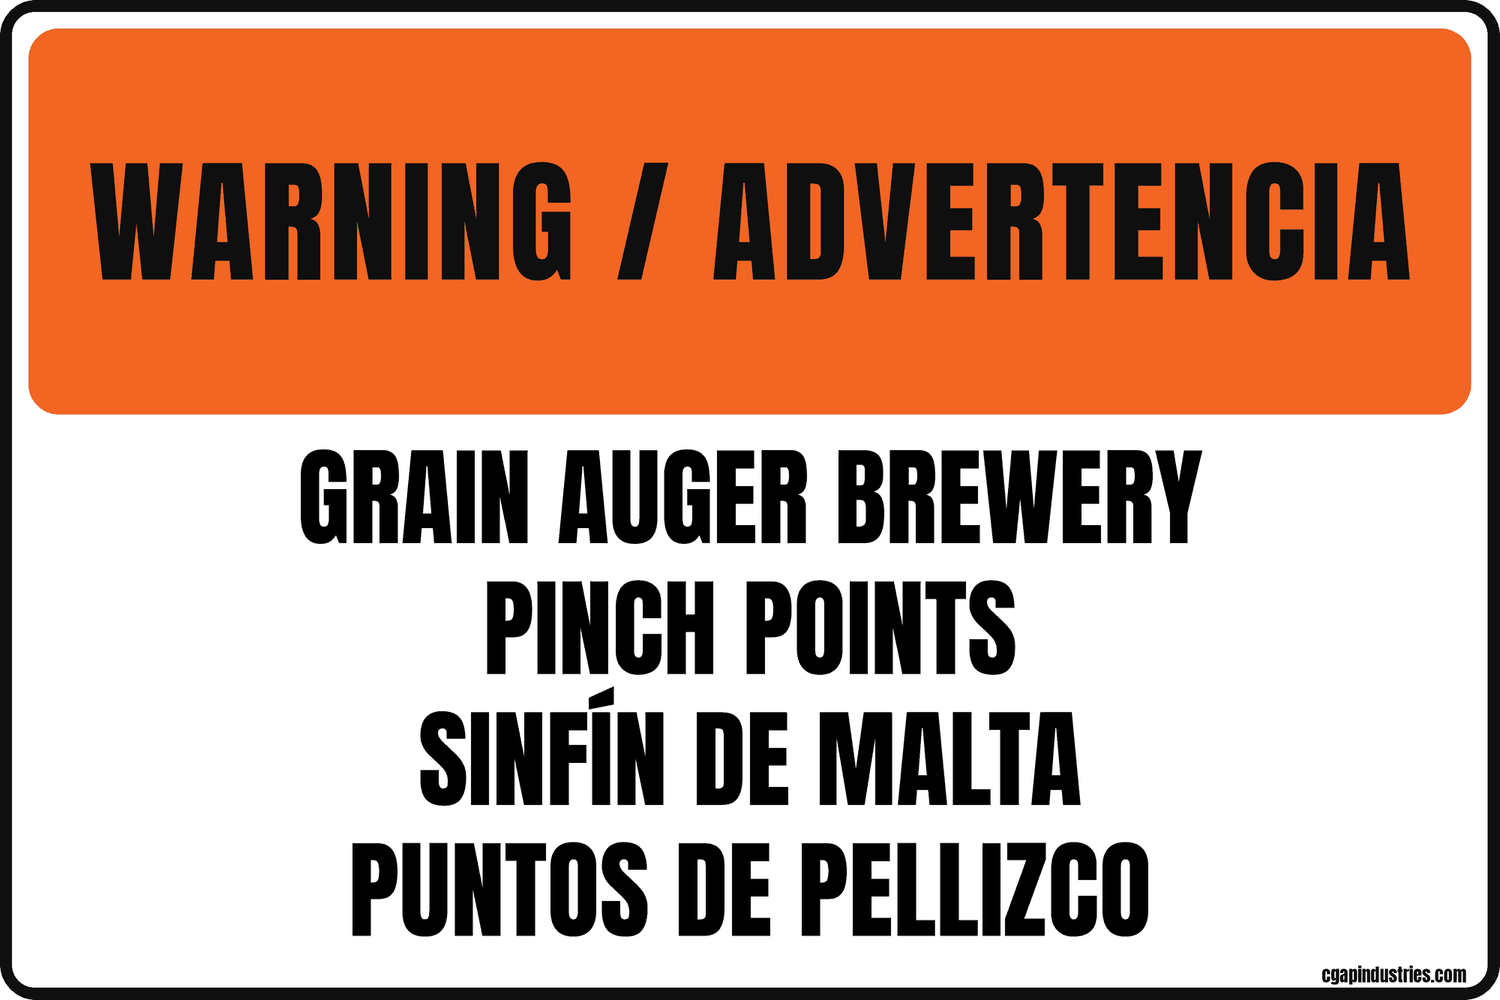 WARNING / ADVERTENCIA
GRAIN AUGER BREWERY
PINCH POINTS
SINFÍN DE MALTA
PUNTOS DE PELLIZCO
cgapindustries.com